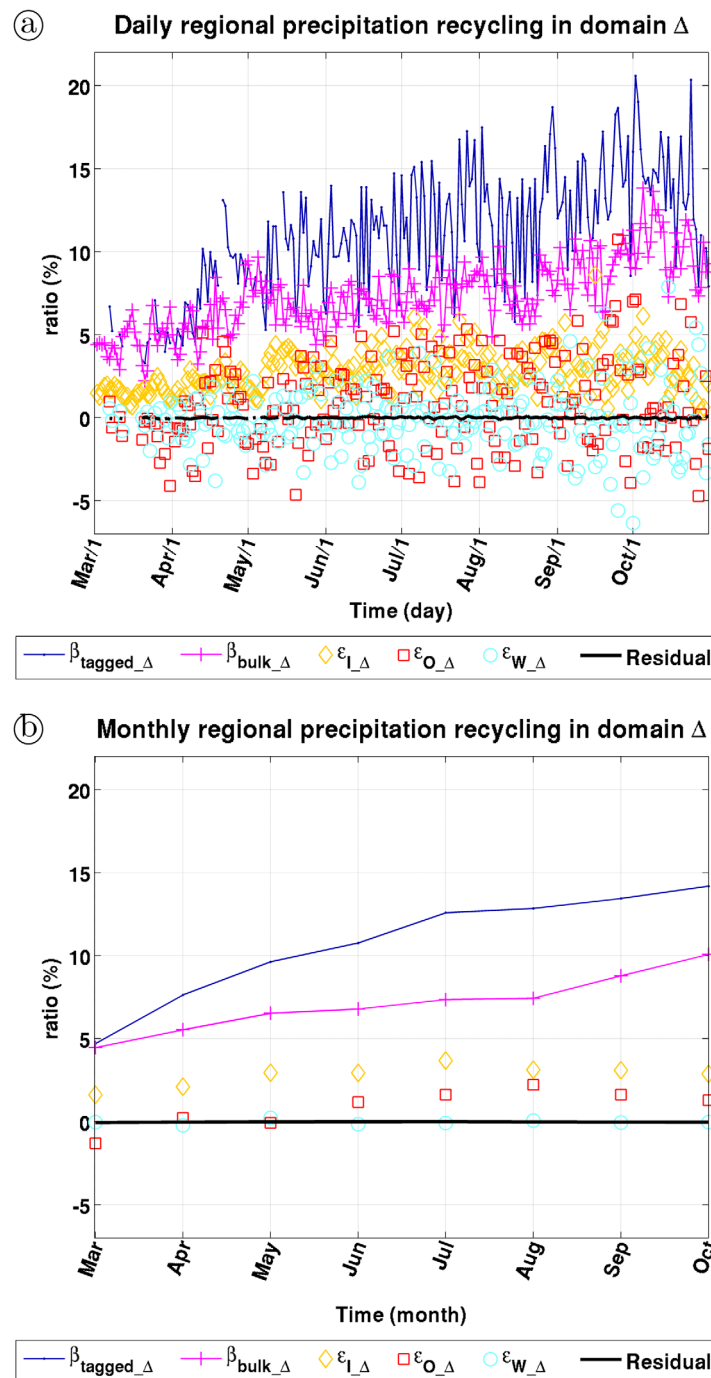 ⓐ Daily regional precipitation recycling in domain Δ
20
15
10
5
0
-5
ratio (%)
Mar/1 Apr/1 May/1 Jun/1 Jul/1 Aug/1 Sep/1 Oct/1
Time (day)
β tagged_Δ β bulk_Δ ε I_Δ ε O_Δ ε W_Δ Residual
ⓑ Monthly regional precipitation recycling in domain Δ
20
15
10
5
0
-5
ratio (%)
Mar Apr May Jun Jul Aug Sep Oct
Time (month)
β tagged_Δ β bulk_Δ ε I_Δ ε O_Δ ε W_Δ Residual